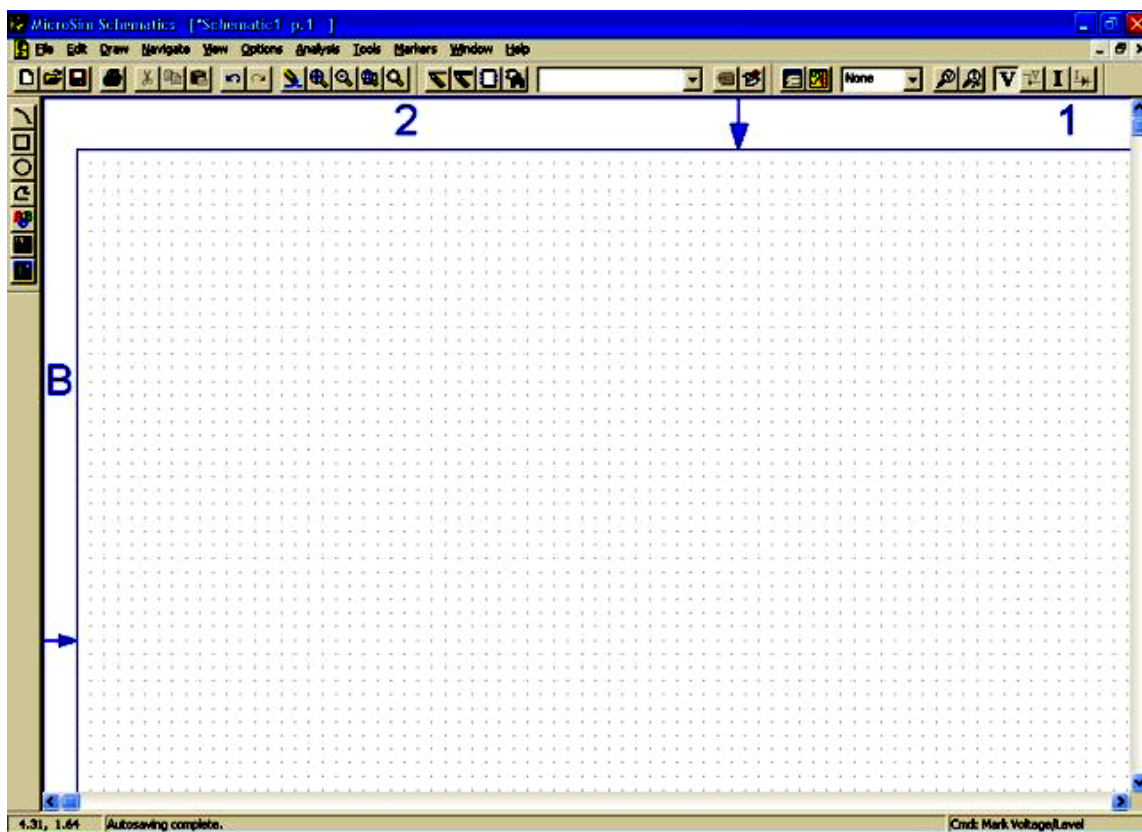 MicroSim Schematics [*Schematic1 p.1 ]
File Edit Draw Navigate View Options Analysis Tools Markers Window Help
None V I
2 1
B
4.31, 1.64 Autosaving complete. Cmd: Mark Voltage/Level